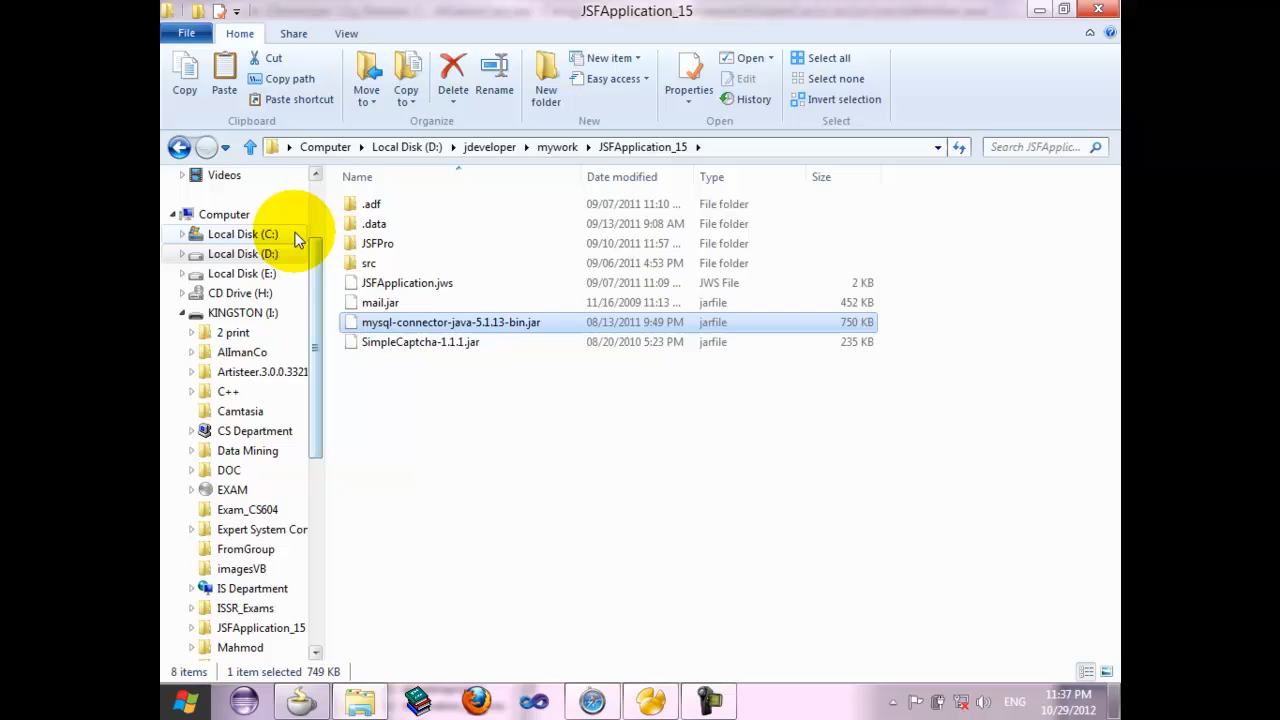 JSFApplication_15
File Home Share View
Copy Paste Cut Copy path Paste shortcut Move to Copy to Delete Rename New folder New item Easy access Properties Open Edit History Select all Select none Invert selection
Clipboard Organize New Open Select
Computer Local Disk (D:) jdeveloper mywork JSFApplication_15 Search JSFApplic...
Name Date modified Type Size
Videos
Computer
Local Disk (C:)
Local Disk (D:)
Local Disk (E:)
CD Drive (H:)
KINGSTON (I:)
2 print
AlImanCo
Artisteer.3.0.0.3321
C++
Camtasia
CS Department
Data Mining
DOC
EXAM
Exam_CS604
Expert System Cor
FromGroup
imagesVB
IS Department
ISSR_Exams
JSFApplication_15
Mahmod
.adf 09/07/2011 11:10 ... File folder
.data 09/13/2011 9:08 AM File folder
JSFPro 09/10/2011 11:57 ... File folder
src 09/06/2011 4:53 PM File folder
JSFApplication.jws 09/07/2011 11:09 ... JWS File 2 KB
mail.jar 11/16/2009 11:13 ... jarfile 452 KB
mysql-connector-java-5.1.13-bin.jar 08/13/2011 9:49 PM jarfile 750 KB
SimpleCaptcha-1.1.1.jar 08/20/2010 5:23 PM jarfile 235 KB
8 items 1 item selected 749 KB
ENG
11:37 PM
10/29/2012